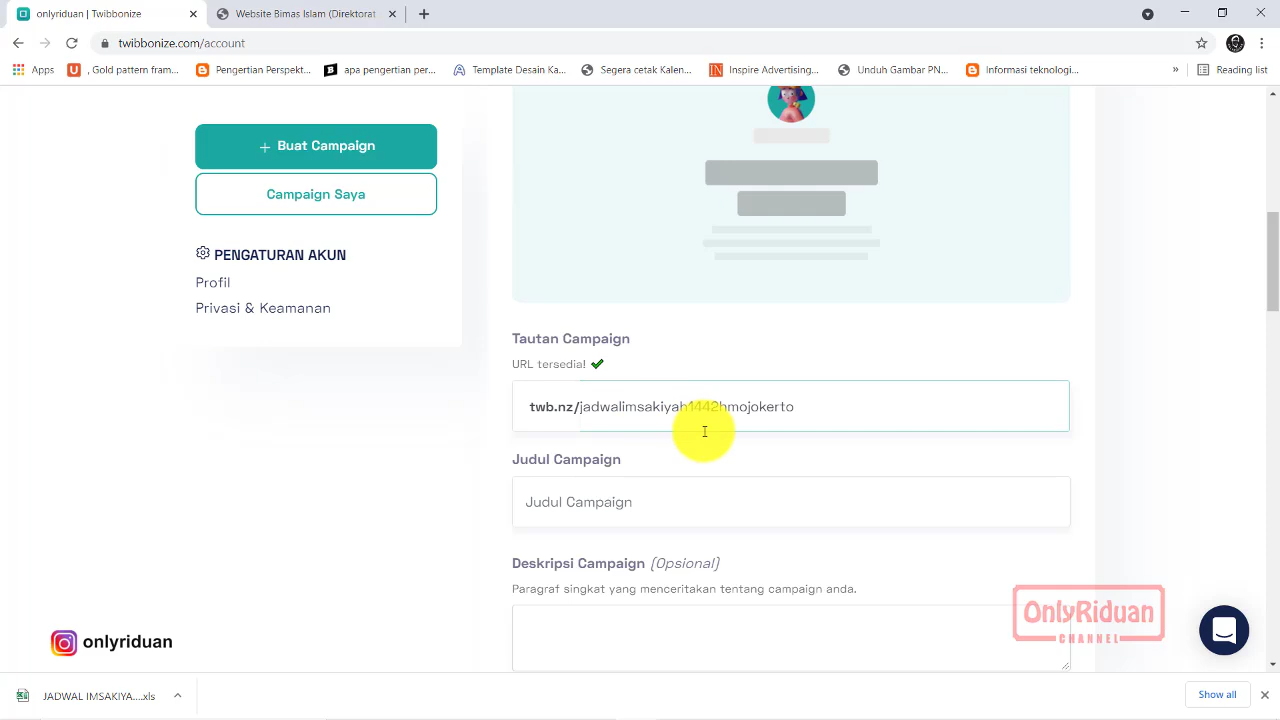 onlyriduan | Twibbonize
Website Bimas Islam (Direktorat
twibbonize.com/account
Apps
, Gold pattern fram...
Pengertian Perspekt...
apa pengertian per...
Template Desain Ka...
Segera cetak Kalen...
Inspire Advertising...
Unduh Gambar PN...
Informasi teknologi...
»
Reading list
+ Buat Campaign
Campaign Saya
PENGATURAN AKUN
Profil
Privasi & Keamanan
Tautan Campaign
URL tersedia!
twb.nz/jadwalimsakiyah1442hmojokerto
Judul Campaign
Judul Campaign
Deskripsi Campaign (Opsional)
Paragraf singkat yang menceritakan tentang campaign anda.
OnlyRiduan
CHANNEL
onlyriduan
JADWAL IMSAKIYA....xls
Show all